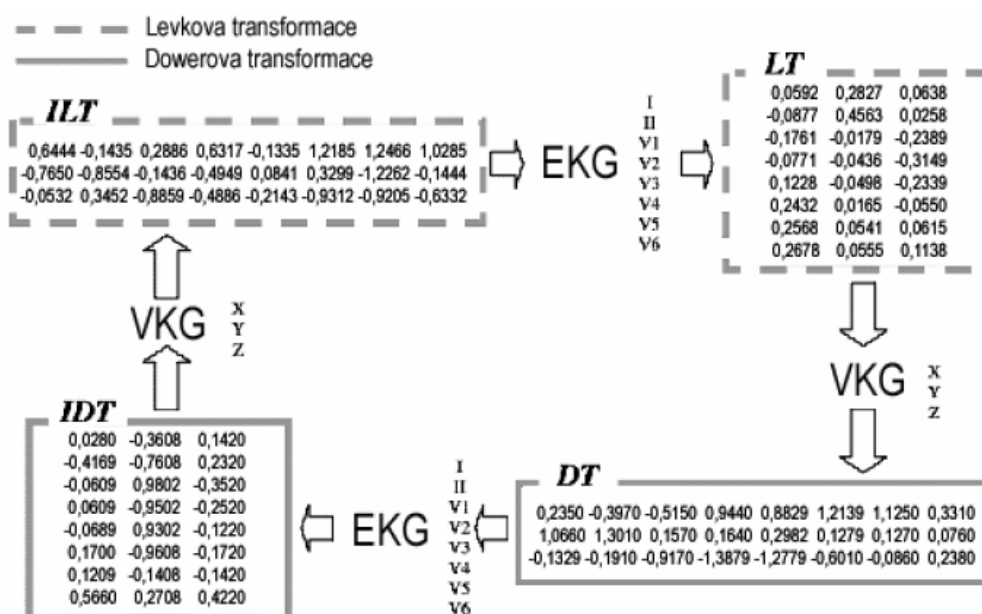 Levkova transformace
Dowerova transformace
ILT
0,6444 -0,1435 0,2886 0,6317 -0,1335 1,2185 1,2466 1,0285
-0,7650 -0,8554 -0,1436 -0,4949 0,0841 0,3299 -1,2262 -0,1444
-0,0532 0,3452 -0,8859 -0,4886 -0,2143 -0,9312 -0,9205 -0,6332
EKG
I
II
V1
V2
V3
V4
V5
V6
LT
0,0592 0,2827 0,0638
-0,0877 0,4563 0,0258
-0,1761 -0,0179 -0,2389
-0,0771 -0,0436 -0,3149
0,1228 -0,0498 -0,2339
0,2432 0,0165 -0,0550
0,2568 0,0541 0,0615
0,2678 0,0555 0,1138
VKG
X
Y
Z
VKG
X
Y
Z
IDT
0,0280 -0,3608 0,1420
-0,4169 -0,7608 0,2320
-0,0609 0,9802 -0,3520
0,0609 -0,9502 -0,2520
-0,0689 0,9302 -0,1220
0,1700 -0,9608 -0,1720
0,1209 -0,1408 -0,1420
0,5660 0,2708 0,4220
EKG
I
II
V1
V2
V3
V4
V5
V6
DT
0,2350 -0,3970 -0,5150 0,9440 0,8829 1,2139 1,1250 0,3310
1,0660 1,3010 0,1570 0,1640 0,2982 0,1279 0,1270 0,0760
-0,1329 -0,1910 -0,9170 -1,3879 -1,2779 -0,6010 -0,0860 0,2380